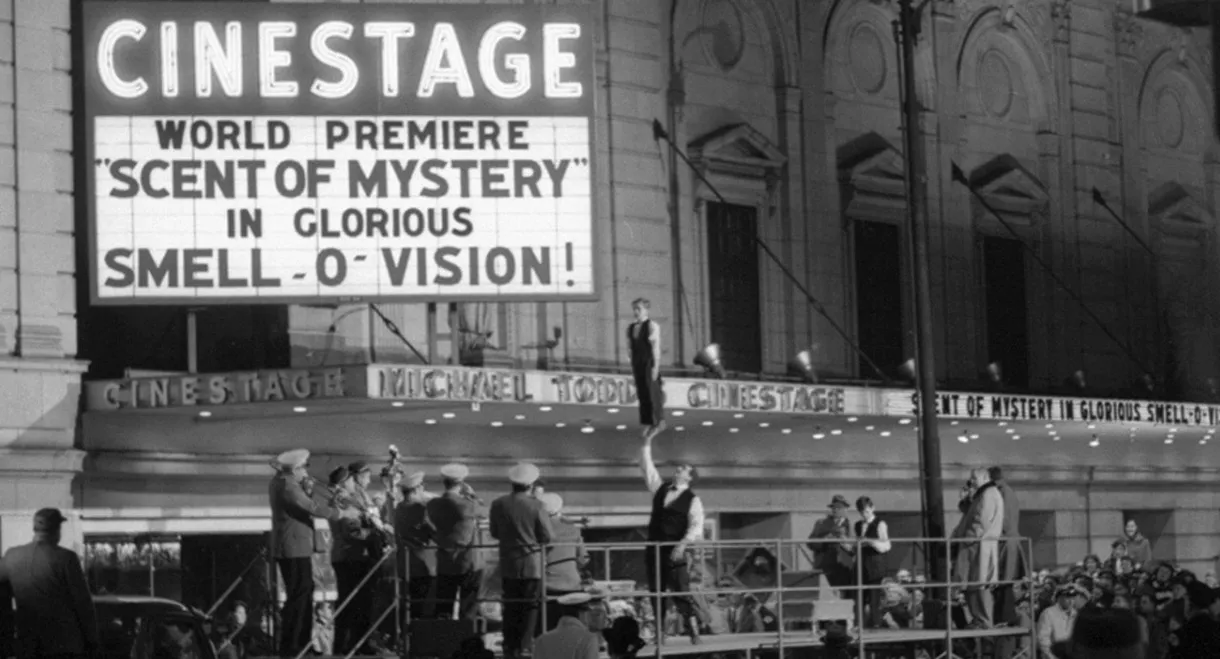 CINESTAGE
WORLD PREMIERE
"SCENT OF MYSTERY"
IN GLORIOUS
SMELL-O-VISION!
CINESTAGE
MICHAEL TODD CINESTAGE
SCENT OF MYSTERY IN GLORIOUS SMELL-O-VI